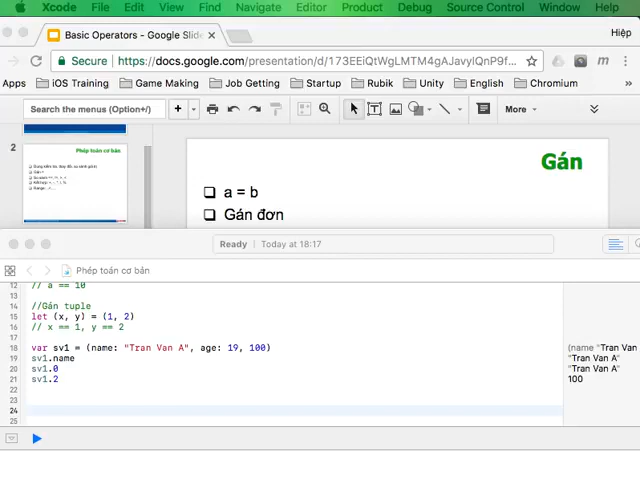 Xcode File Edit View Find Navigate Editor Product Debug Source Control Window Help
Basic Operators - Google Slide Hiệp
Secure https://docs.google.com/presentation/d/173EEiQtWgLMTM4gAJavyIQnP9f...
Apps iOS Training Game Making Job Getting Startup Rubik Unity English Chromium
Search the menus (Option+/) More
2
Phép toán cơ bản
Gán
a = b
Gán đơn
Ready Today at 18:17
Phép toán cơ bản
12 // a == 10
13
14 //Gán tuple
15 let (x, y) = (1, 2)
16 // x == 1, y == 2
17
18 var sv1 = (name: "Tran Van A", age: 19, 100) (name "Tran Van
19 sv1.name "Tran Van A"
20 sv1.0 "Tran Van A"
21 sv1.2 100
22
23
24
25